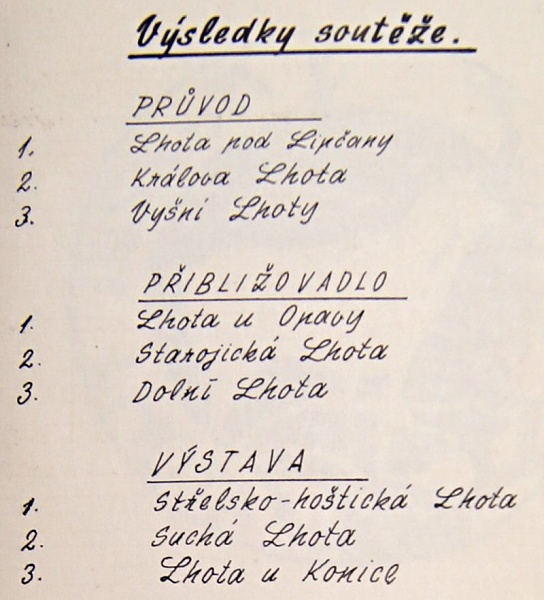 Výsledky soutěže.
PRŮVOD
1. Lhota pod Lipčany
2. Králova Lhota
3. Vyšní Lhoty
PŘIBLIŽOVADLO
1. Lhota u Opavy
2. Starojická Lhota
3. Dolní Lhota
VÝSTAVA
1. Střelsko-hoštická Lhota
2. Suchá Lhota
3. Lhota u Konice